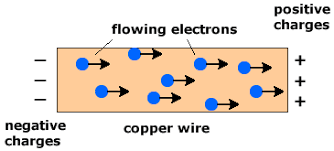 positive
charges
flowing electrons
− +
− +
− +
negative
charges
copper wire